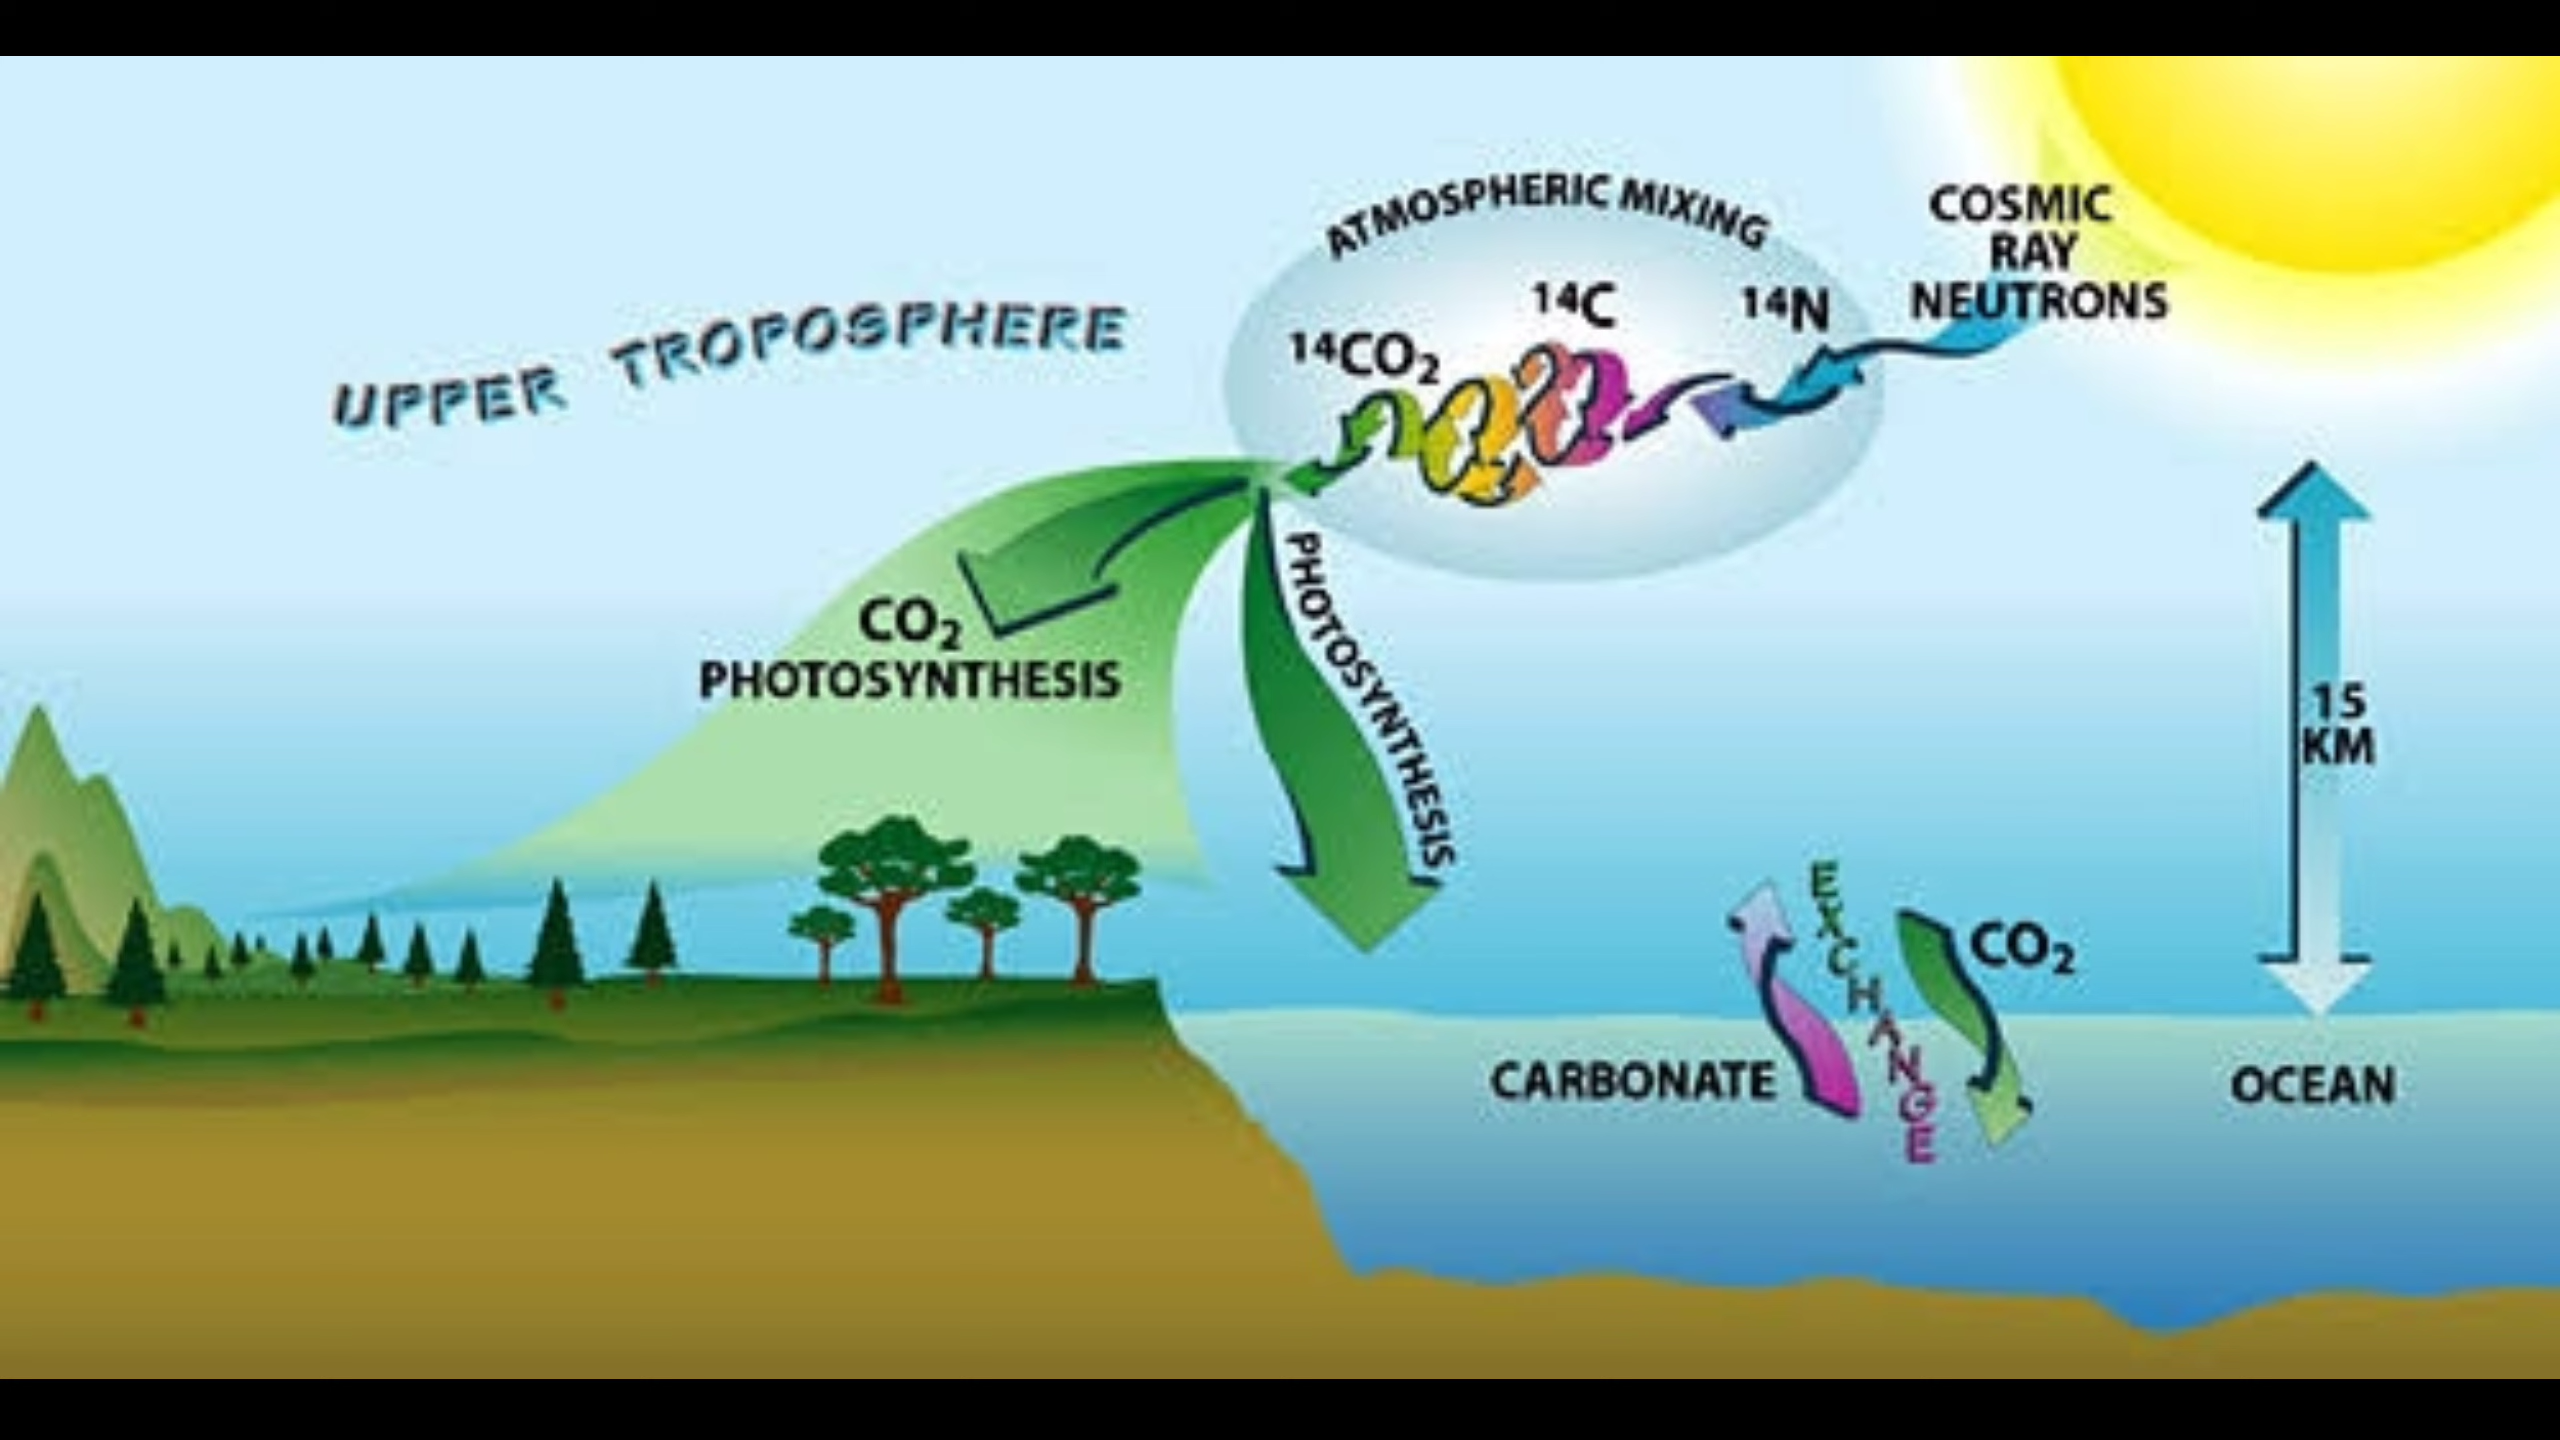 ATMOSPHERIC MIXING
COSMIC
RAY
NEUTRONS
¹⁴N
¹⁴C
¹⁴CO₂
UPPER TROPOSPHERE
CO₂
PHOTOSYNTHESIS
PHOTOSYNTHESIS
15
KM
EXCHANGE
CO₂
CARBONATE
OCEAN